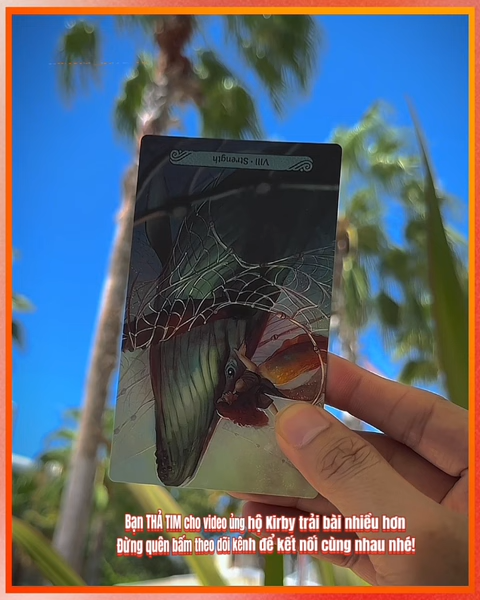 VIII • Strength
Bạn THẢ TIM cho video ủng hộ Kirby trải bài nhiều hơn
Đừng quên bấm theo dõi kênh để kết nối cùng nhau nhé!